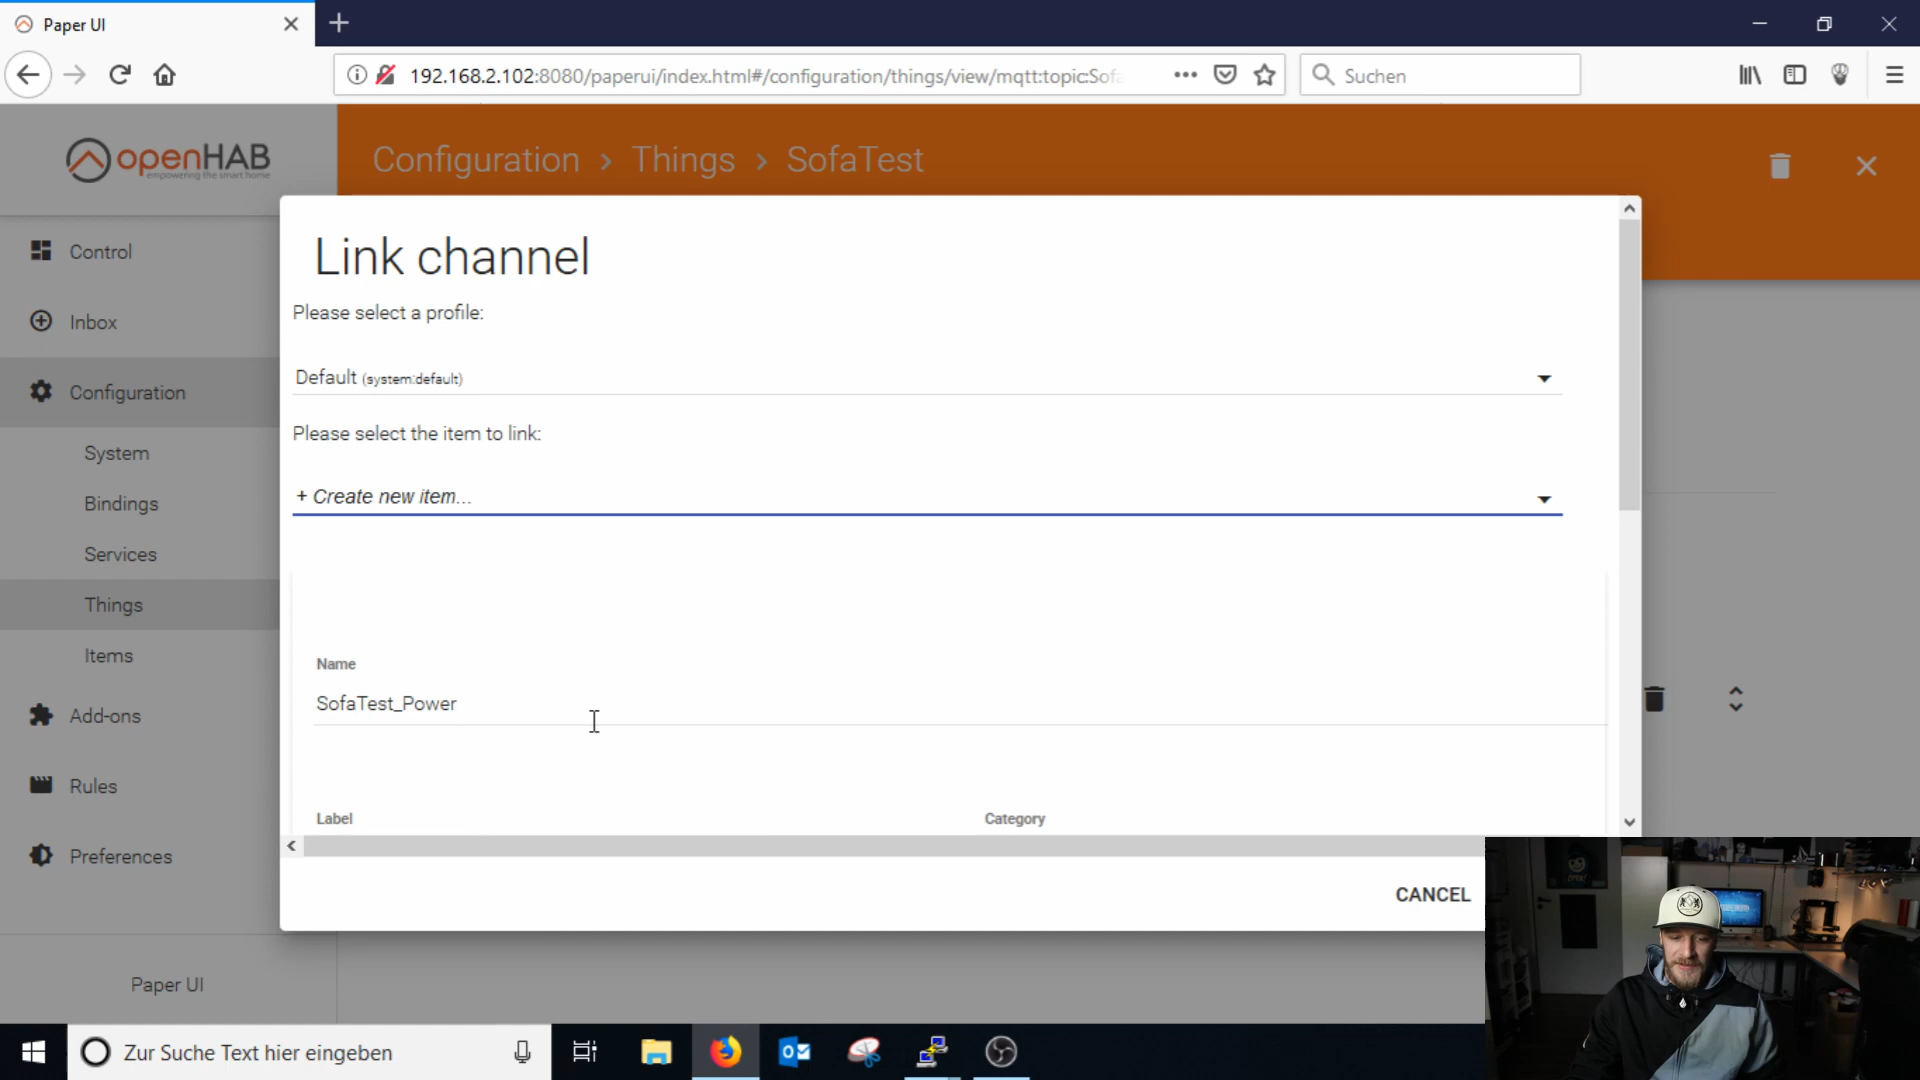 Paper UI
192.168.2.102:8080/paperui/index.html#/configuration/things/view/mqtt:topic:Sofa
Suchen
openHAB
empowering the smart home
Configuration > Things > SofaTest
Control
Inbox
Configuration
System
Bindings
Services
Things
Items
Add-ons
Rules
Preferences
Paper UI
Link channel
Please select a profile:
Default (system:default)
Please select the item to link:
+ Create new item...
Name
SofaTest_Power
Label
Category
CANCEL
Zur Suche Text hier eingeben